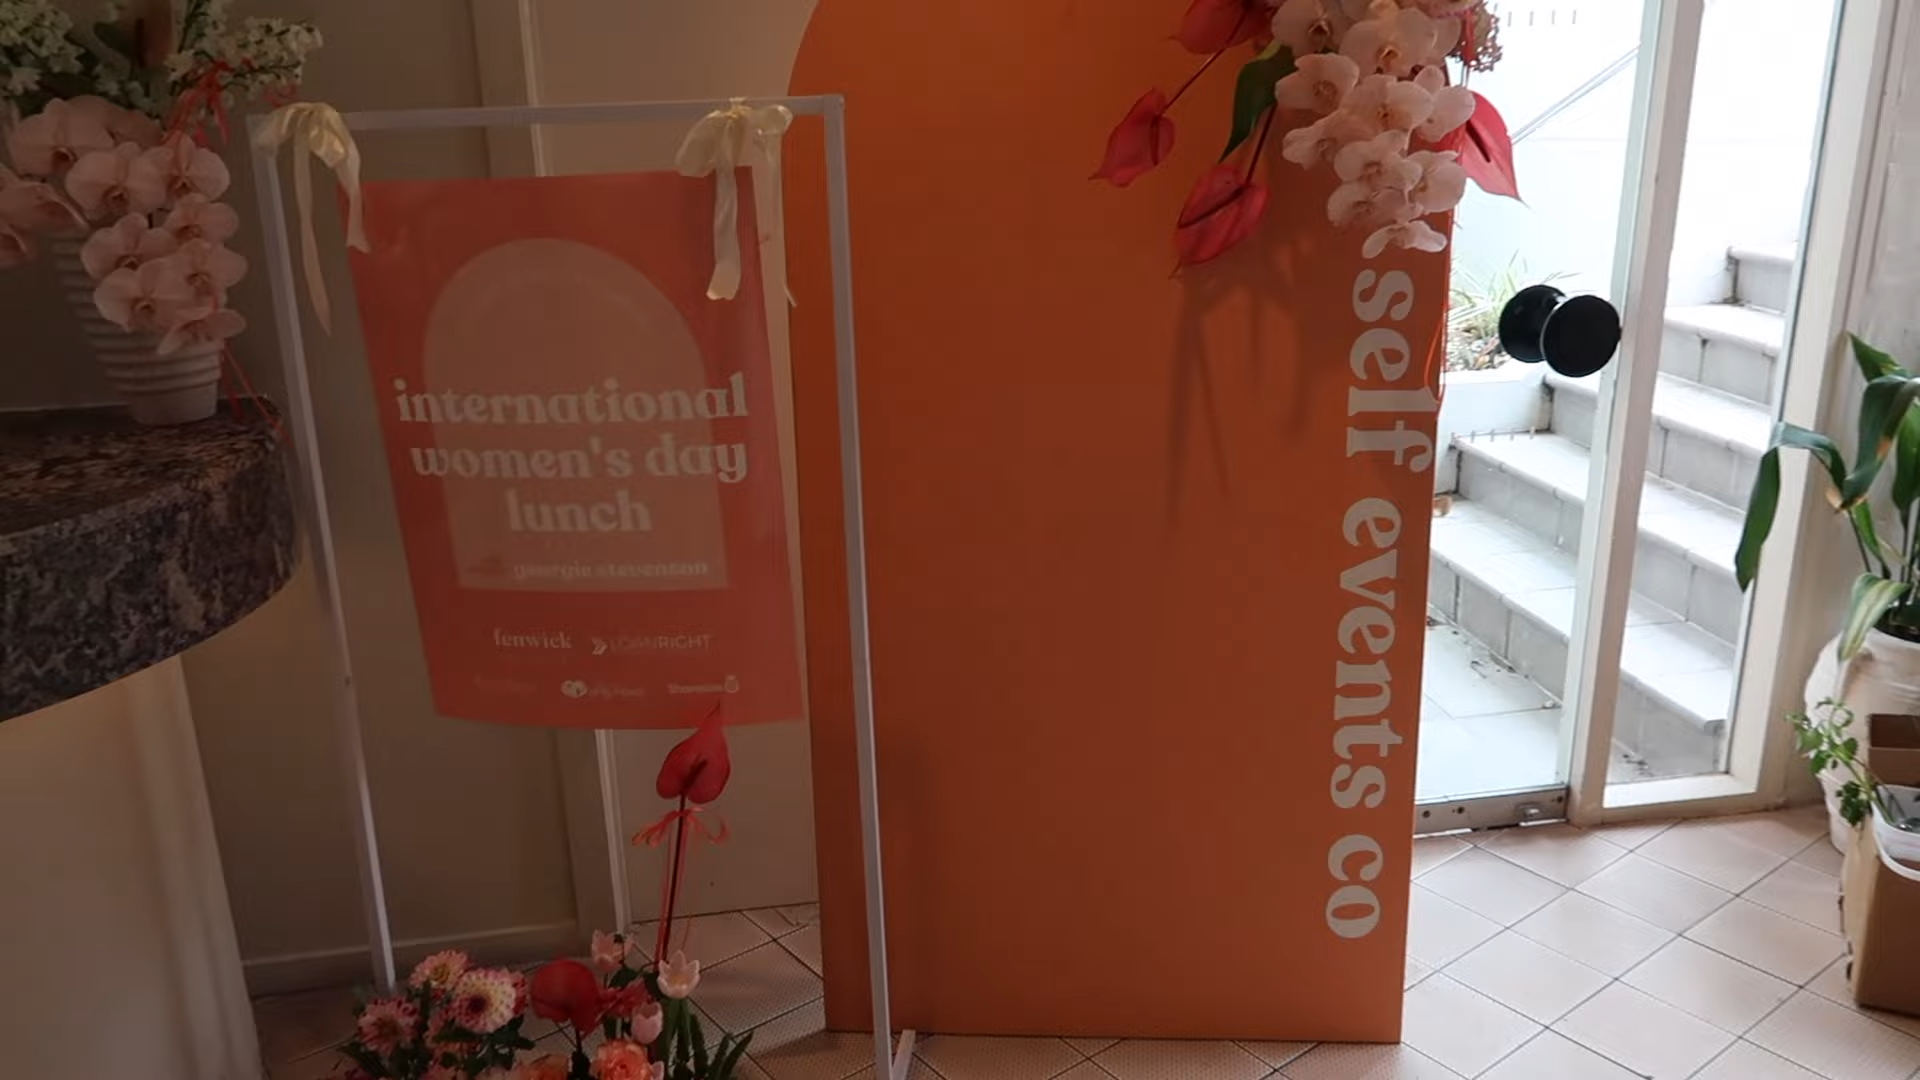 international
women's day
lunch
georgie stevenson
fenwick LOANRIGHT
self events co